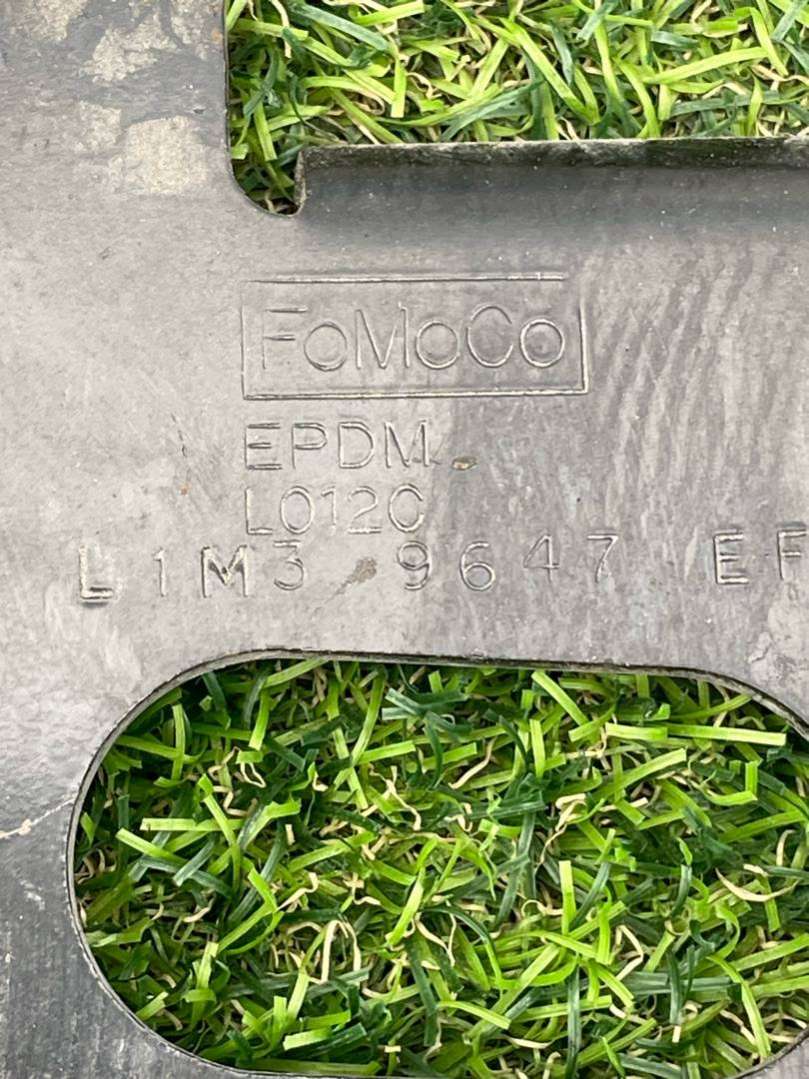 FoMoCo
EPDM
L012C
L1M3 9647 EF